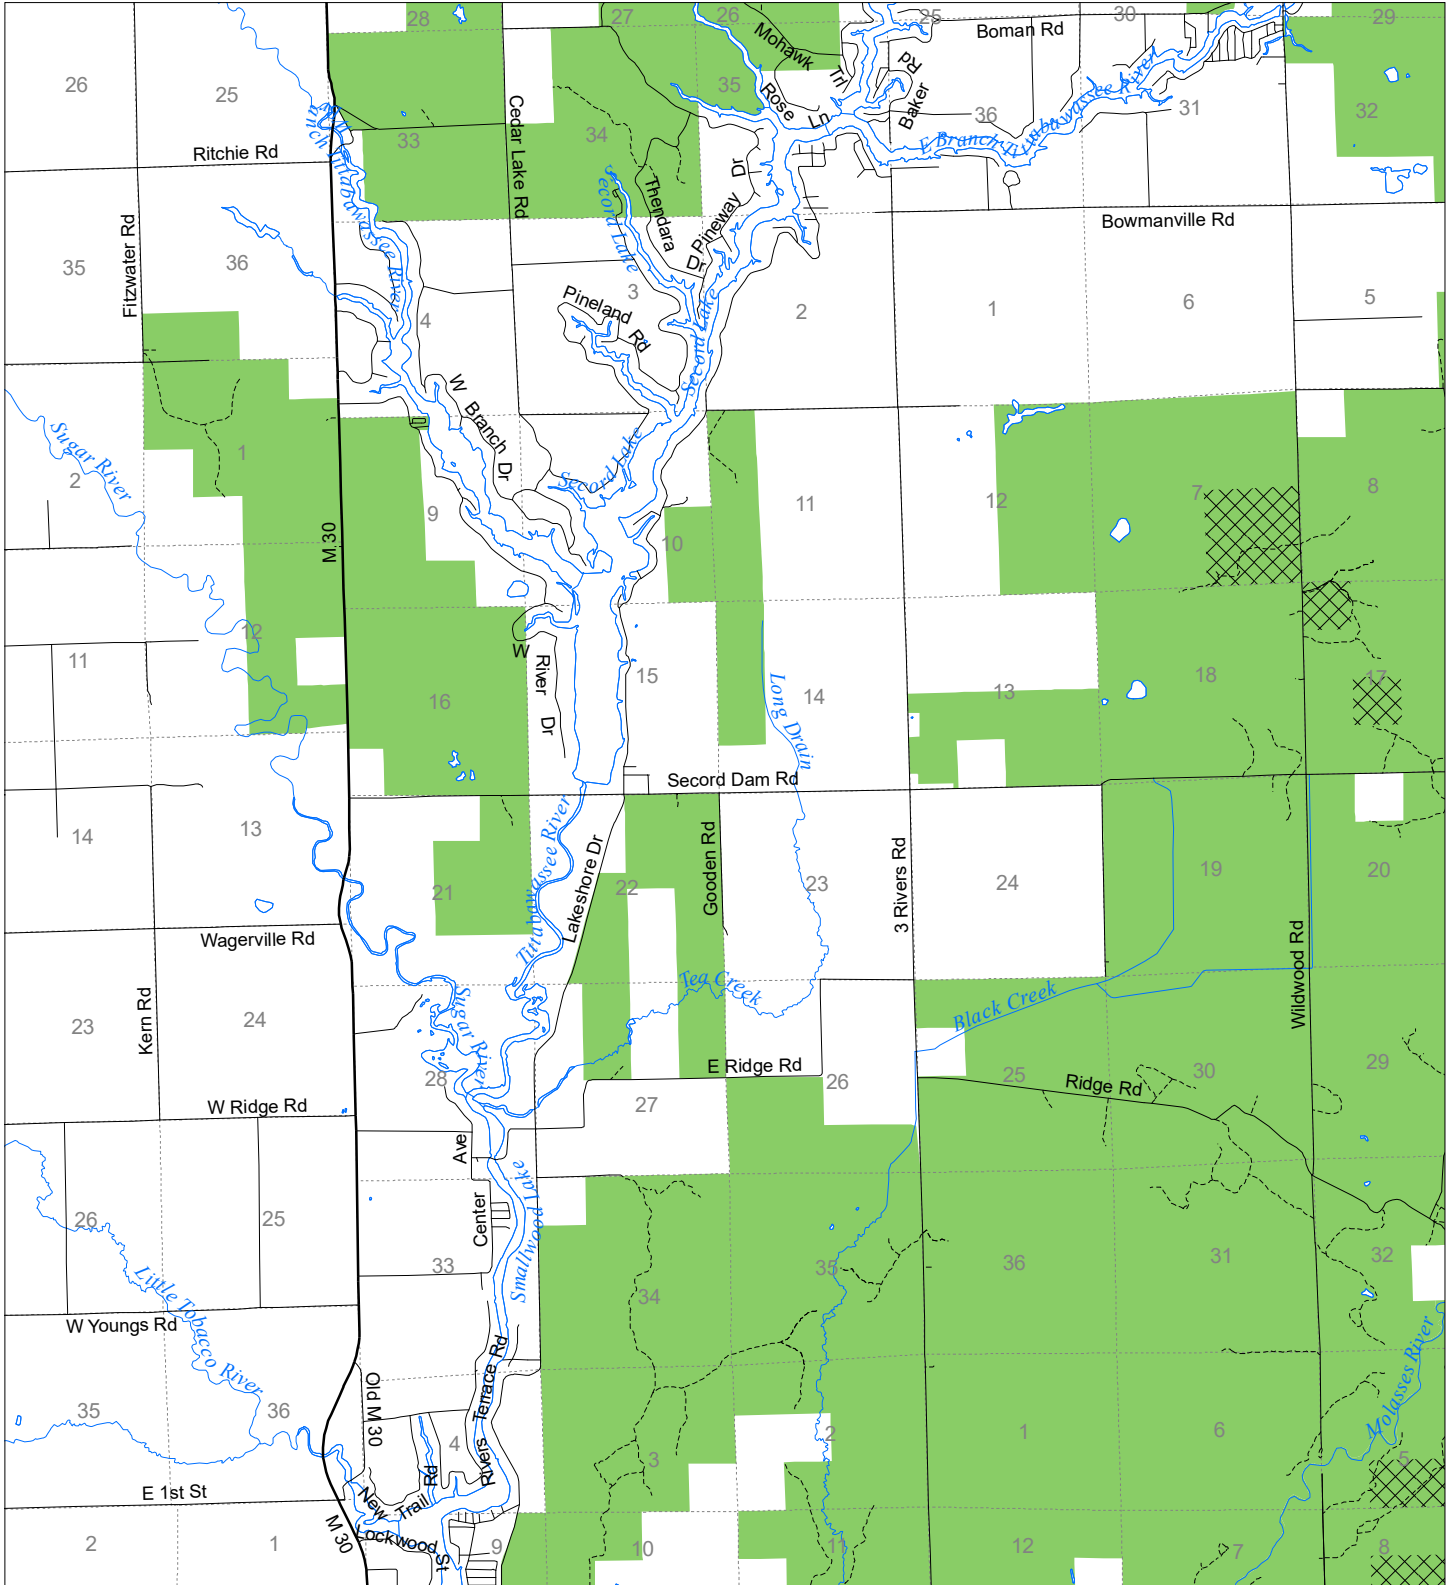 28
27
26
25
30
29
Mohawk
Trl
Boman Rd
Rd
Baker
26
25
35
Rose
Ln
36
31
32
Cedar Lake Rd
33
34
E Branch Tittabawassee River
Ritchie Rd
anch Tittabawassee River
Thendara
Pineway
Dr
Dr
ecord Lake
Fitzwater Rd
Bowmanville Rd
35
36
4
3
2
1
6
5
Pineland
Rd
Secord Lake
W Branch Dr
Sugar River
2
1
9
Secord Lake
10
11
12
7
8
M 30
12
11
16
W
River
Dr
15
14
Long Drain
13
18
17
Secord Dam Rd
14
13
21
Tittabawassee River
Lakeshore Dr
22
Gooden Rd
23
3 Rivers Rd
24
19
20
Wagerville Rd
Wildwood Rd
Tea Creek
Black Creek
Kern Rd
23
24
Sugar River
28
E Ridge Rd
26
25
Ridge Rd
30
29
27
W Ridge Rd
Ave
Center
Smallwood Lake
26
25
33
34
35
36
31
32
Little Tobacco River
W Youngs Rd
Molasses River
Old M 30
Rivers Terrace Rd
35
36
4
3
2
1
6
5
E 1st St
New Trail Rd
M 30
Lockwood St
2
1
9
10
11
12
7
8